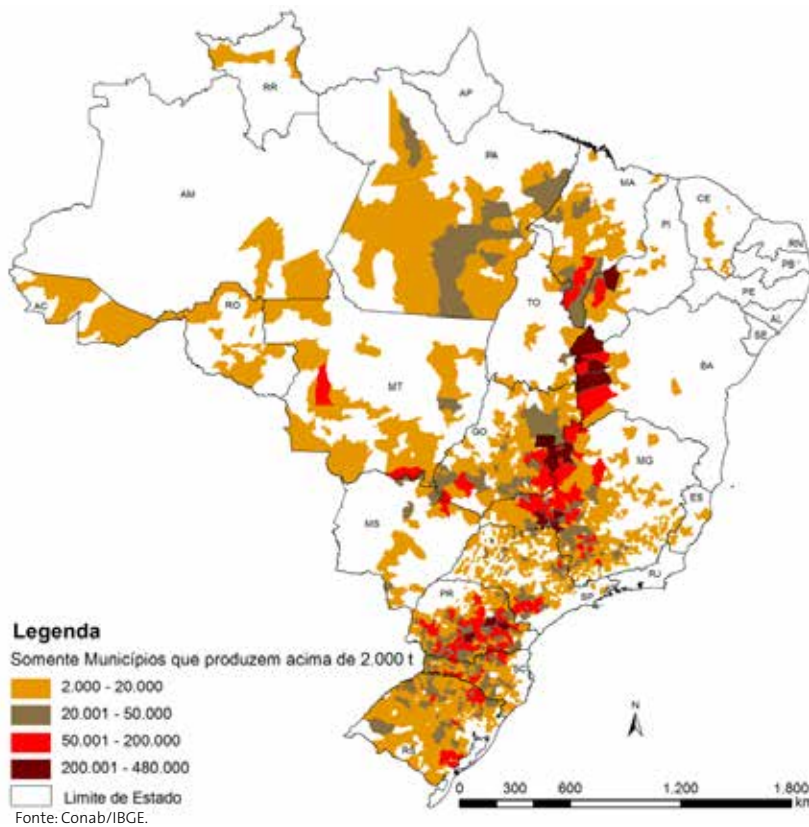 RR
AP
AM
PA
MA
CE
RN
PB
PI
PE
AL
SE
AC
RO
TO
BA
MT
GO
MG
ES
MS
RJ
SP
PR
SC
RS
Legenda
Somente Municípios que produzem acima de 2.000 t
2.000 - 20.000
20.001 - 50.000
50.001 - 200.000
200.001 - 480.000
Limite de Estado
Fonte: Conab/IBGE.
N
0 300 600 1.200 1.800
km